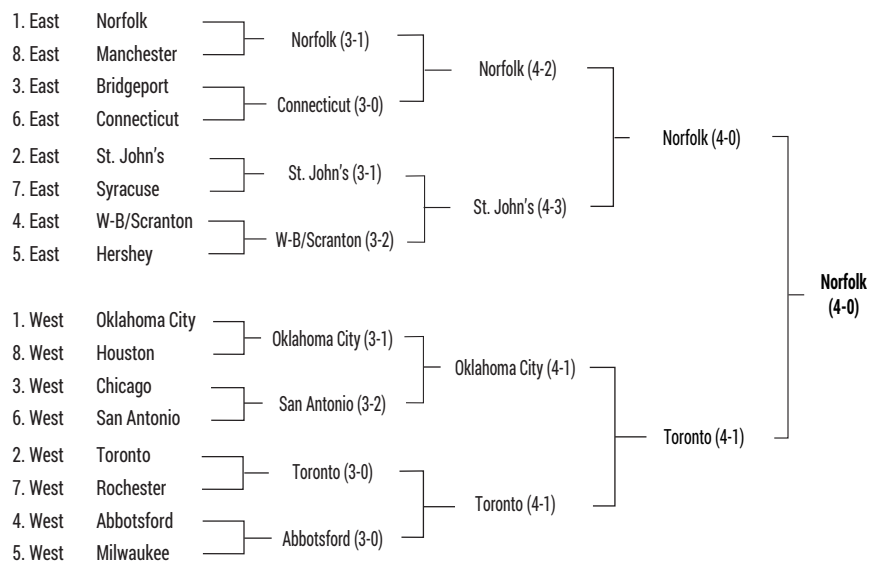 1. East Norfolk
8. East Manchester
Norfolk (3-1)
3. East Bridgeport
6. East Connecticut
Connecticut (3-0)
Norfolk (4-2)
2. East St. John's
7. East Syracuse
St. John's (3-1)
4. East W-B/Scranton
5. East Hershey
W-B/Scranton (3-2)
St. John's (4-3)
Norfolk (4-0)
1. West Oklahoma City
8. West Houston
Oklahoma City (3-1)
3. West Chicago
6. West San Antonio
San Antonio (3-2)
Oklahoma City (4-1)
2. West Toronto
7. West Rochester
Toronto (3-0)
4. West Abbotsford
5. West Milwaukee
Abbotsford (3-0)
Toronto (4-1)
Toronto (4-1)
Norfolk
(4-0)